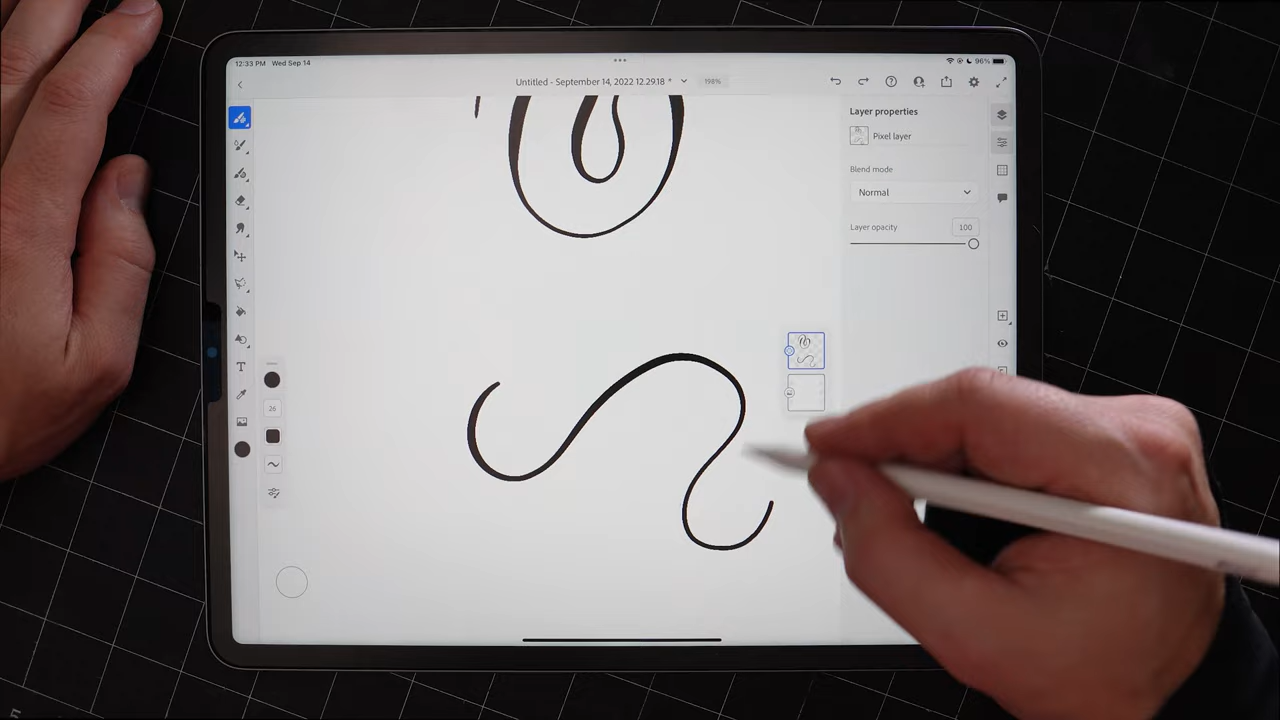 12:33 PM Wed Sep 14
96%
Untitled - September 14, 2022 12.29.18 *
198%
Layer properties
Pixel layer
Blend mode
Normal
Layer opacity
100
T
26